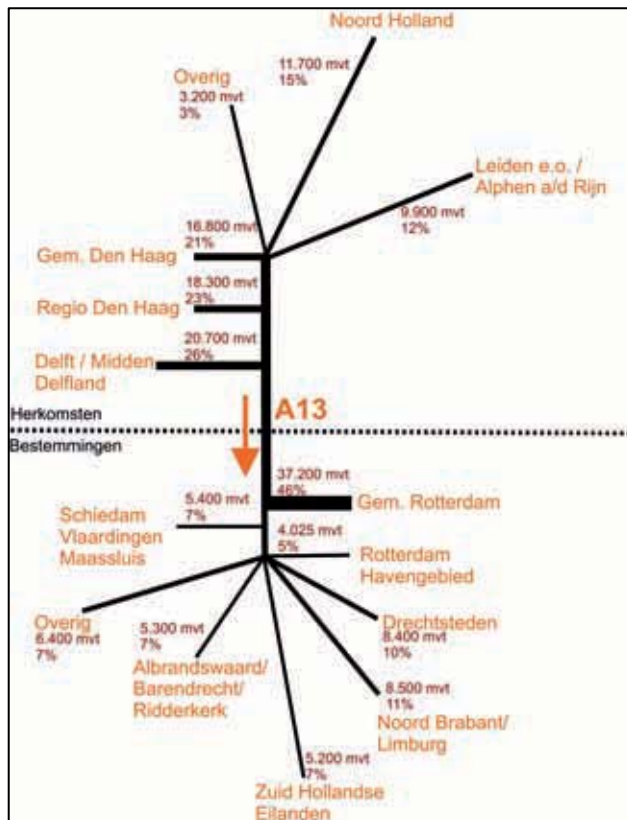 Noord Holland
11.700 mvt
15%
Overig
3.200 mvt
3%
Leiden e.o. /
Alphen a/d Rijn
9.900 mvt
12%
16.800 mvt
21%
Gem. Den Haag
18.300 mvt
23%
Regio Den Haag
20.700 mvt
26%
Delft / Midden
Delfland
Herkomsten
A13
Bestemmingen
37.200 mvt
46%
Gem. Rotterdam
5.400 mvt
7%
Schiedam
Vlaardingen
Maassluis
4.025 mvt
5%
Rotterdam
Havengebied
Overig
6.400 mvt
7%
5.300 mvt
7%
Albrandswaard/
Barendrecht/
Ridderkerk
Drechtsteden
8.400 mvt
10%
8.500 mvt
11%
Noord Brabant/
Limburg
5.200 mvt
7%
Zuid Hollandse
Eilanden